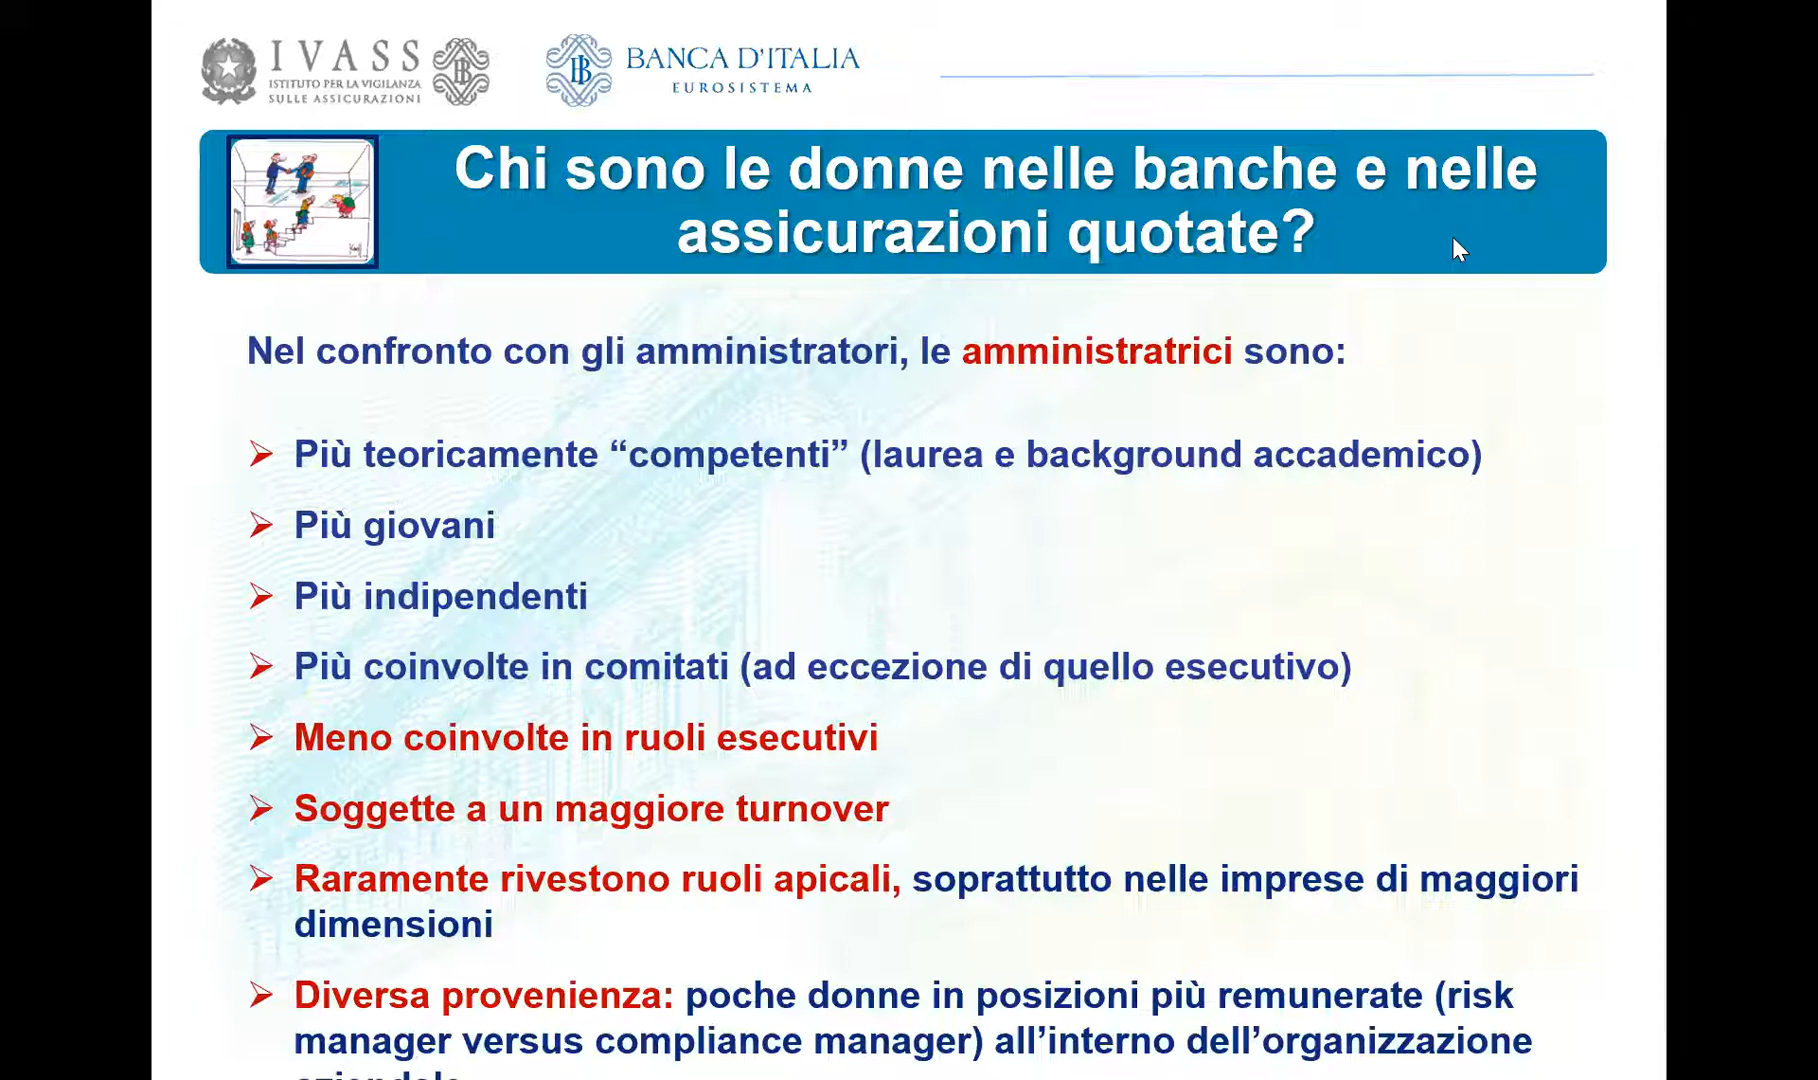 IVASS
ISTITUTO PER LA VIGILANZA
SULLE ASSICURAZIONI
BANCA D'ITALIA
EUROSISTEMA
Chi sono le donne nelle banche e nelle
assicurazioni quotate?
Nel confronto con gli amministratori, le amministratrici sono:
Più teoricamente “competenti” (laurea e background accademico)
Più giovani
Più indipendenti
Più coinvolte in comitati (ad eccezione di quello esecutivo)
Meno coinvolte in ruoli esecutivi
Soggette a un maggiore turnover
Raramente rivestono ruoli apicali, soprattutto nelle imprese di maggiori
dimensioni
Diversa provenienza: poche donne in posizioni più remunerate (risk
manager versus compliance manager) all’interno dell’organizzazione